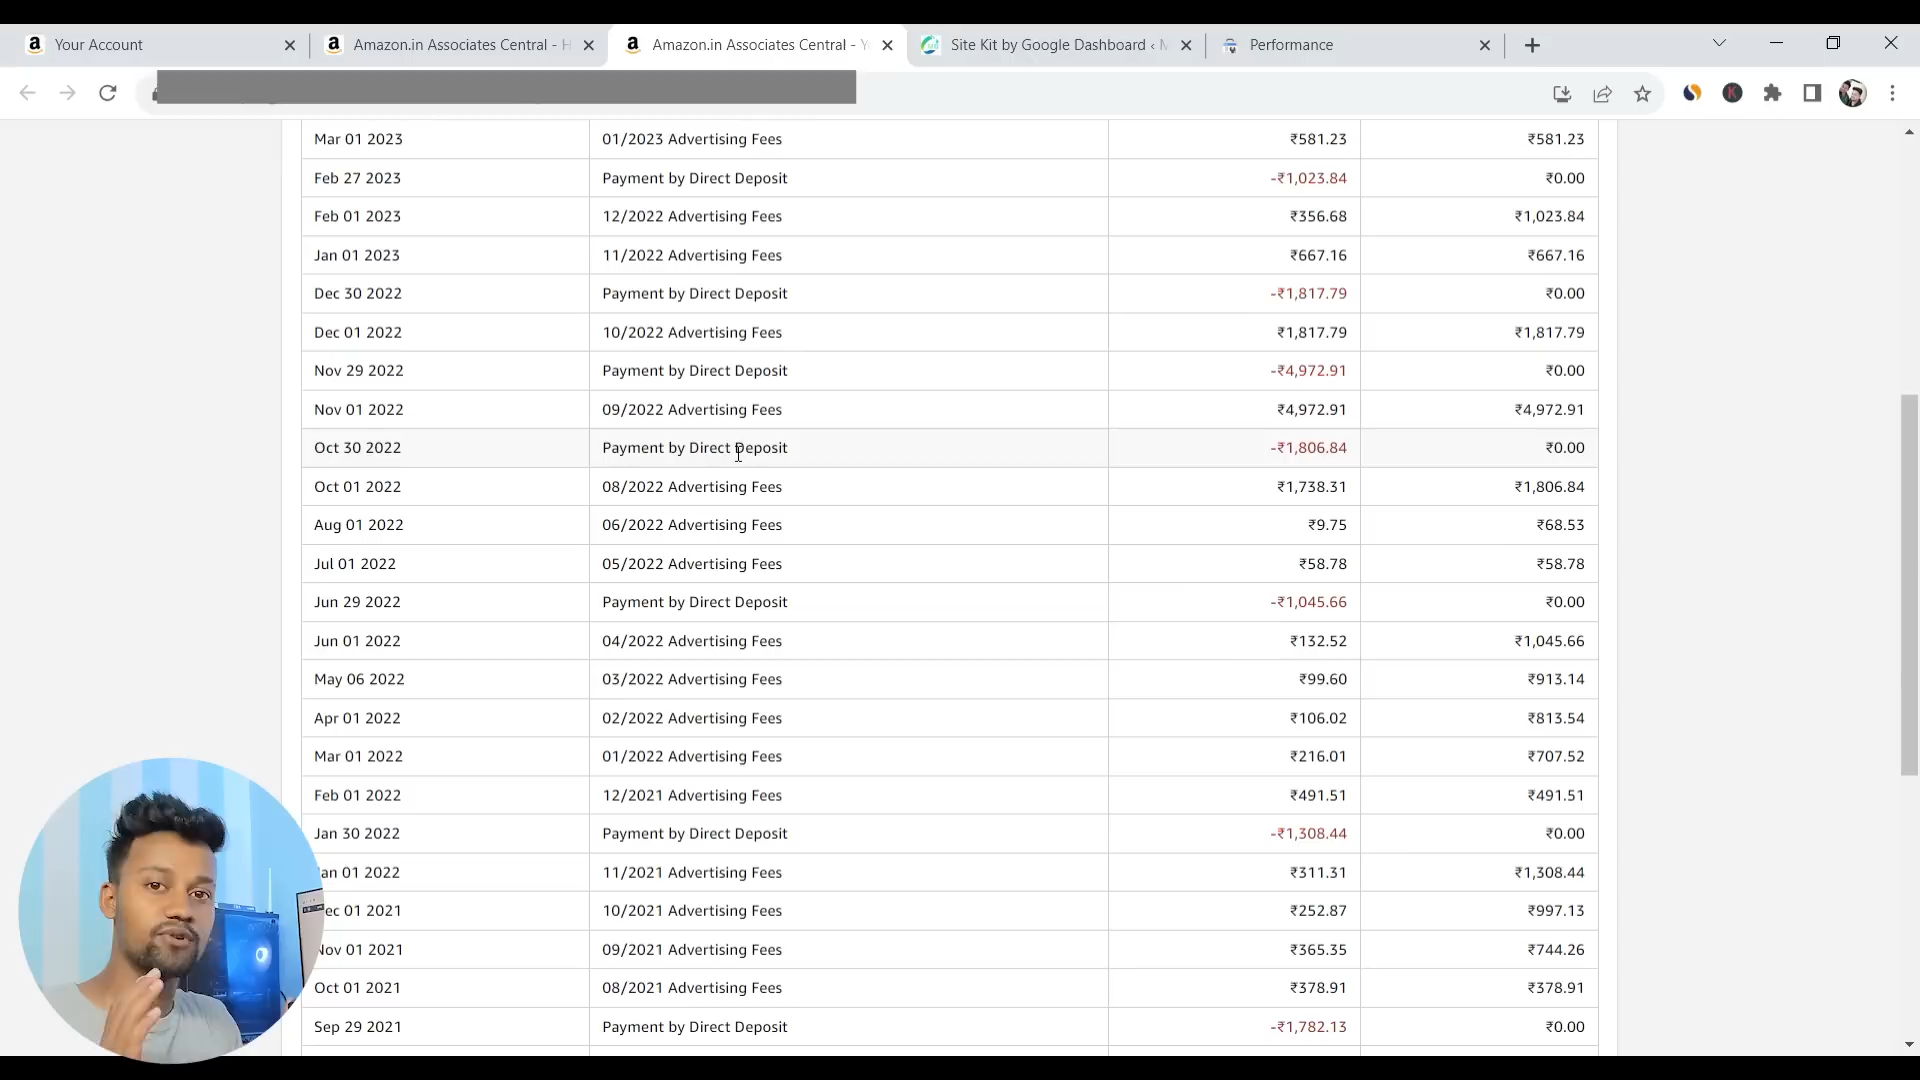 Your Account
Amazon.in Associates Central - H
Amazon.in Associates Central - Y
Site Kit by Google Dashboard ‹ M
Performance
Mar 01 2023 01/2023 Advertising Fees ₹581.23 ₹581.23
Feb 27 2023 Payment by Direct Deposit -₹1,023.84 ₹0.00
Feb 01 2023 12/2022 Advertising Fees ₹356.68 ₹1,023.84
Jan 01 2023 11/2022 Advertising Fees ₹667.16 ₹667.16
Dec 30 2022 Payment by Direct Deposit -₹1,817.79 ₹0.00
Dec 01 2022 10/2022 Advertising Fees ₹1,817.79 ₹1,817.79
Nov 29 2022 Payment by Direct Deposit -₹4,972.91 ₹0.00
Nov 01 2022 09/2022 Advertising Fees ₹4,972.91 ₹4,972.91
Oct 30 2022 Payment by Direct Deposit -₹1,806.84 ₹0.00
Oct 01 2022 08/2022 Advertising Fees ₹1,738.31 ₹1,806.84
Aug 01 2022 06/2022 Advertising Fees ₹9.75 ₹68.53
Jul 01 2022 05/2022 Advertising Fees ₹58.78 ₹58.78
Jun 29 2022 Payment by Direct Deposit -₹1,045.66 ₹0.00
Jun 01 2022 04/2022 Advertising Fees ₹132.52 ₹1,045.66
May 06 2022 03/2022 Advertising Fees ₹99.60 ₹913.14
Apr 01 2022 02/2022 Advertising Fees ₹106.02 ₹813.54
Mar 01 2022 01/2022 Advertising Fees ₹216.01 ₹707.52
Feb 01 2022 12/2021 Advertising Fees ₹491.51 ₹491.51
Jan 30 2022 Payment by Direct Deposit -₹1,308.44 ₹0.00
an 01 2022 11/2021 Advertising Fees ₹311.31 ₹1,308.44
ec 01 2021 10/2021 Advertising Fees ₹252.87 ₹997.13
Nov 01 2021 09/2021 Advertising Fees ₹365.35 ₹744.26
Oct 01 2021 08/2021 Advertising Fees ₹378.91 ₹378.91
Sep 29 2021 Payment by Direct Deposit -₹1,782.13 ₹0.00